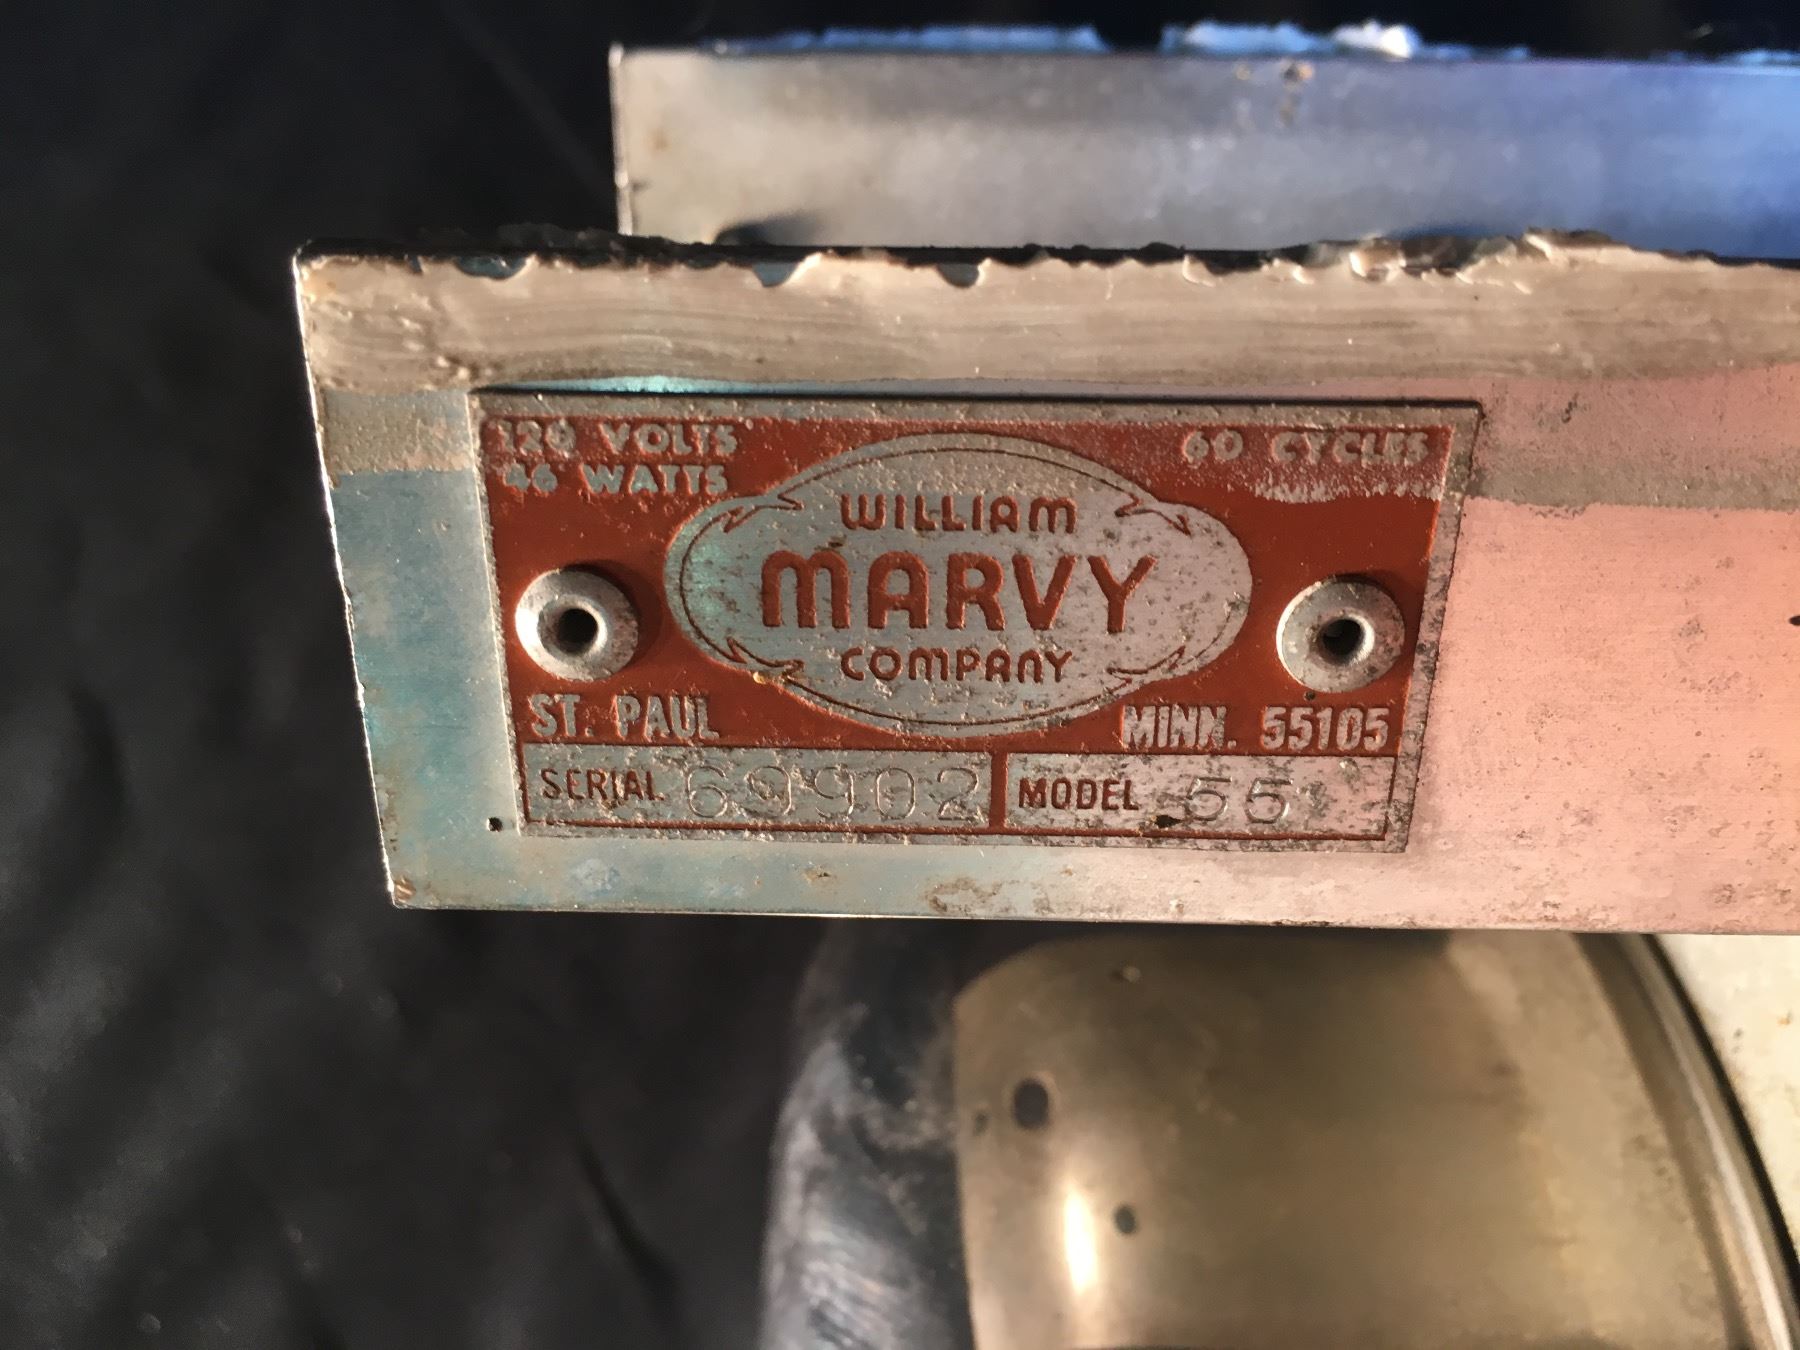 120 VOLTS
46 WATTS
60 CYCLES
WILLIAM
MARVY
COMPANY
ST. PAUL
MINN. 55105
SERIAL 69902
MODEL 55